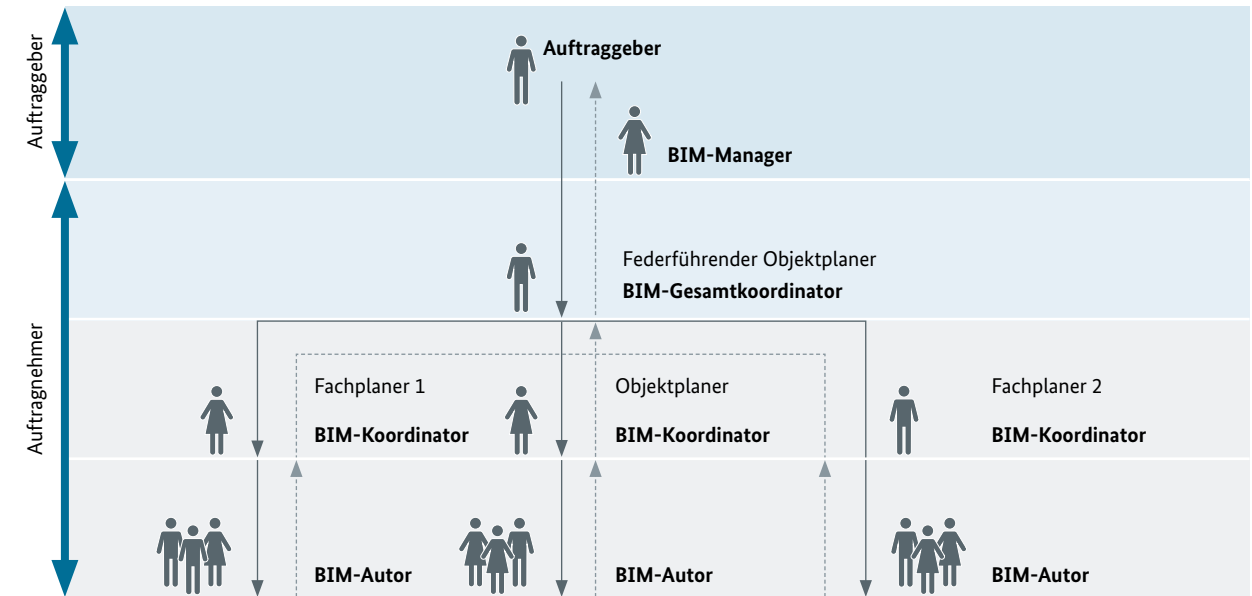 Auftraggeber
Auftraggeber
BIM-Manager
Auftragnehmer
Federführender Objektplaner
BIM-Gesamtkoordinator
Fachplaner 1
BIM-Koordinator
Objektplaner
BIM-Koordinator
Fachplaner 2
BIM-Koordinator
BIM-Autor
BIM-Autor
BIM-Autor